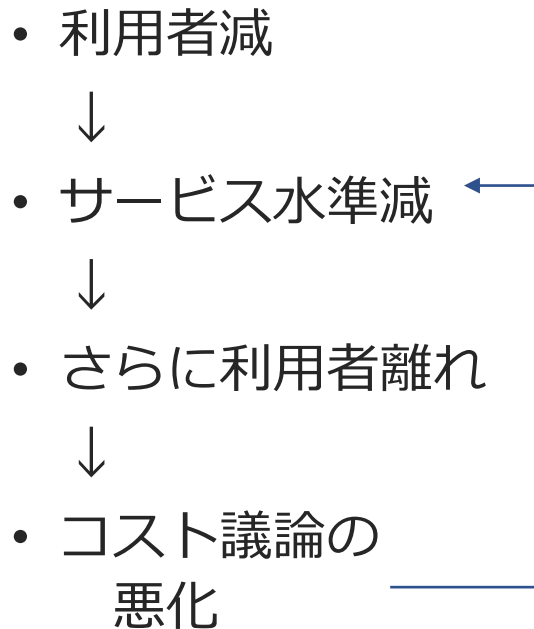 • 利用者減
↓
• サービス水準減
↓
• さらに利用者離れ
↓
• コスト議論の
悪化